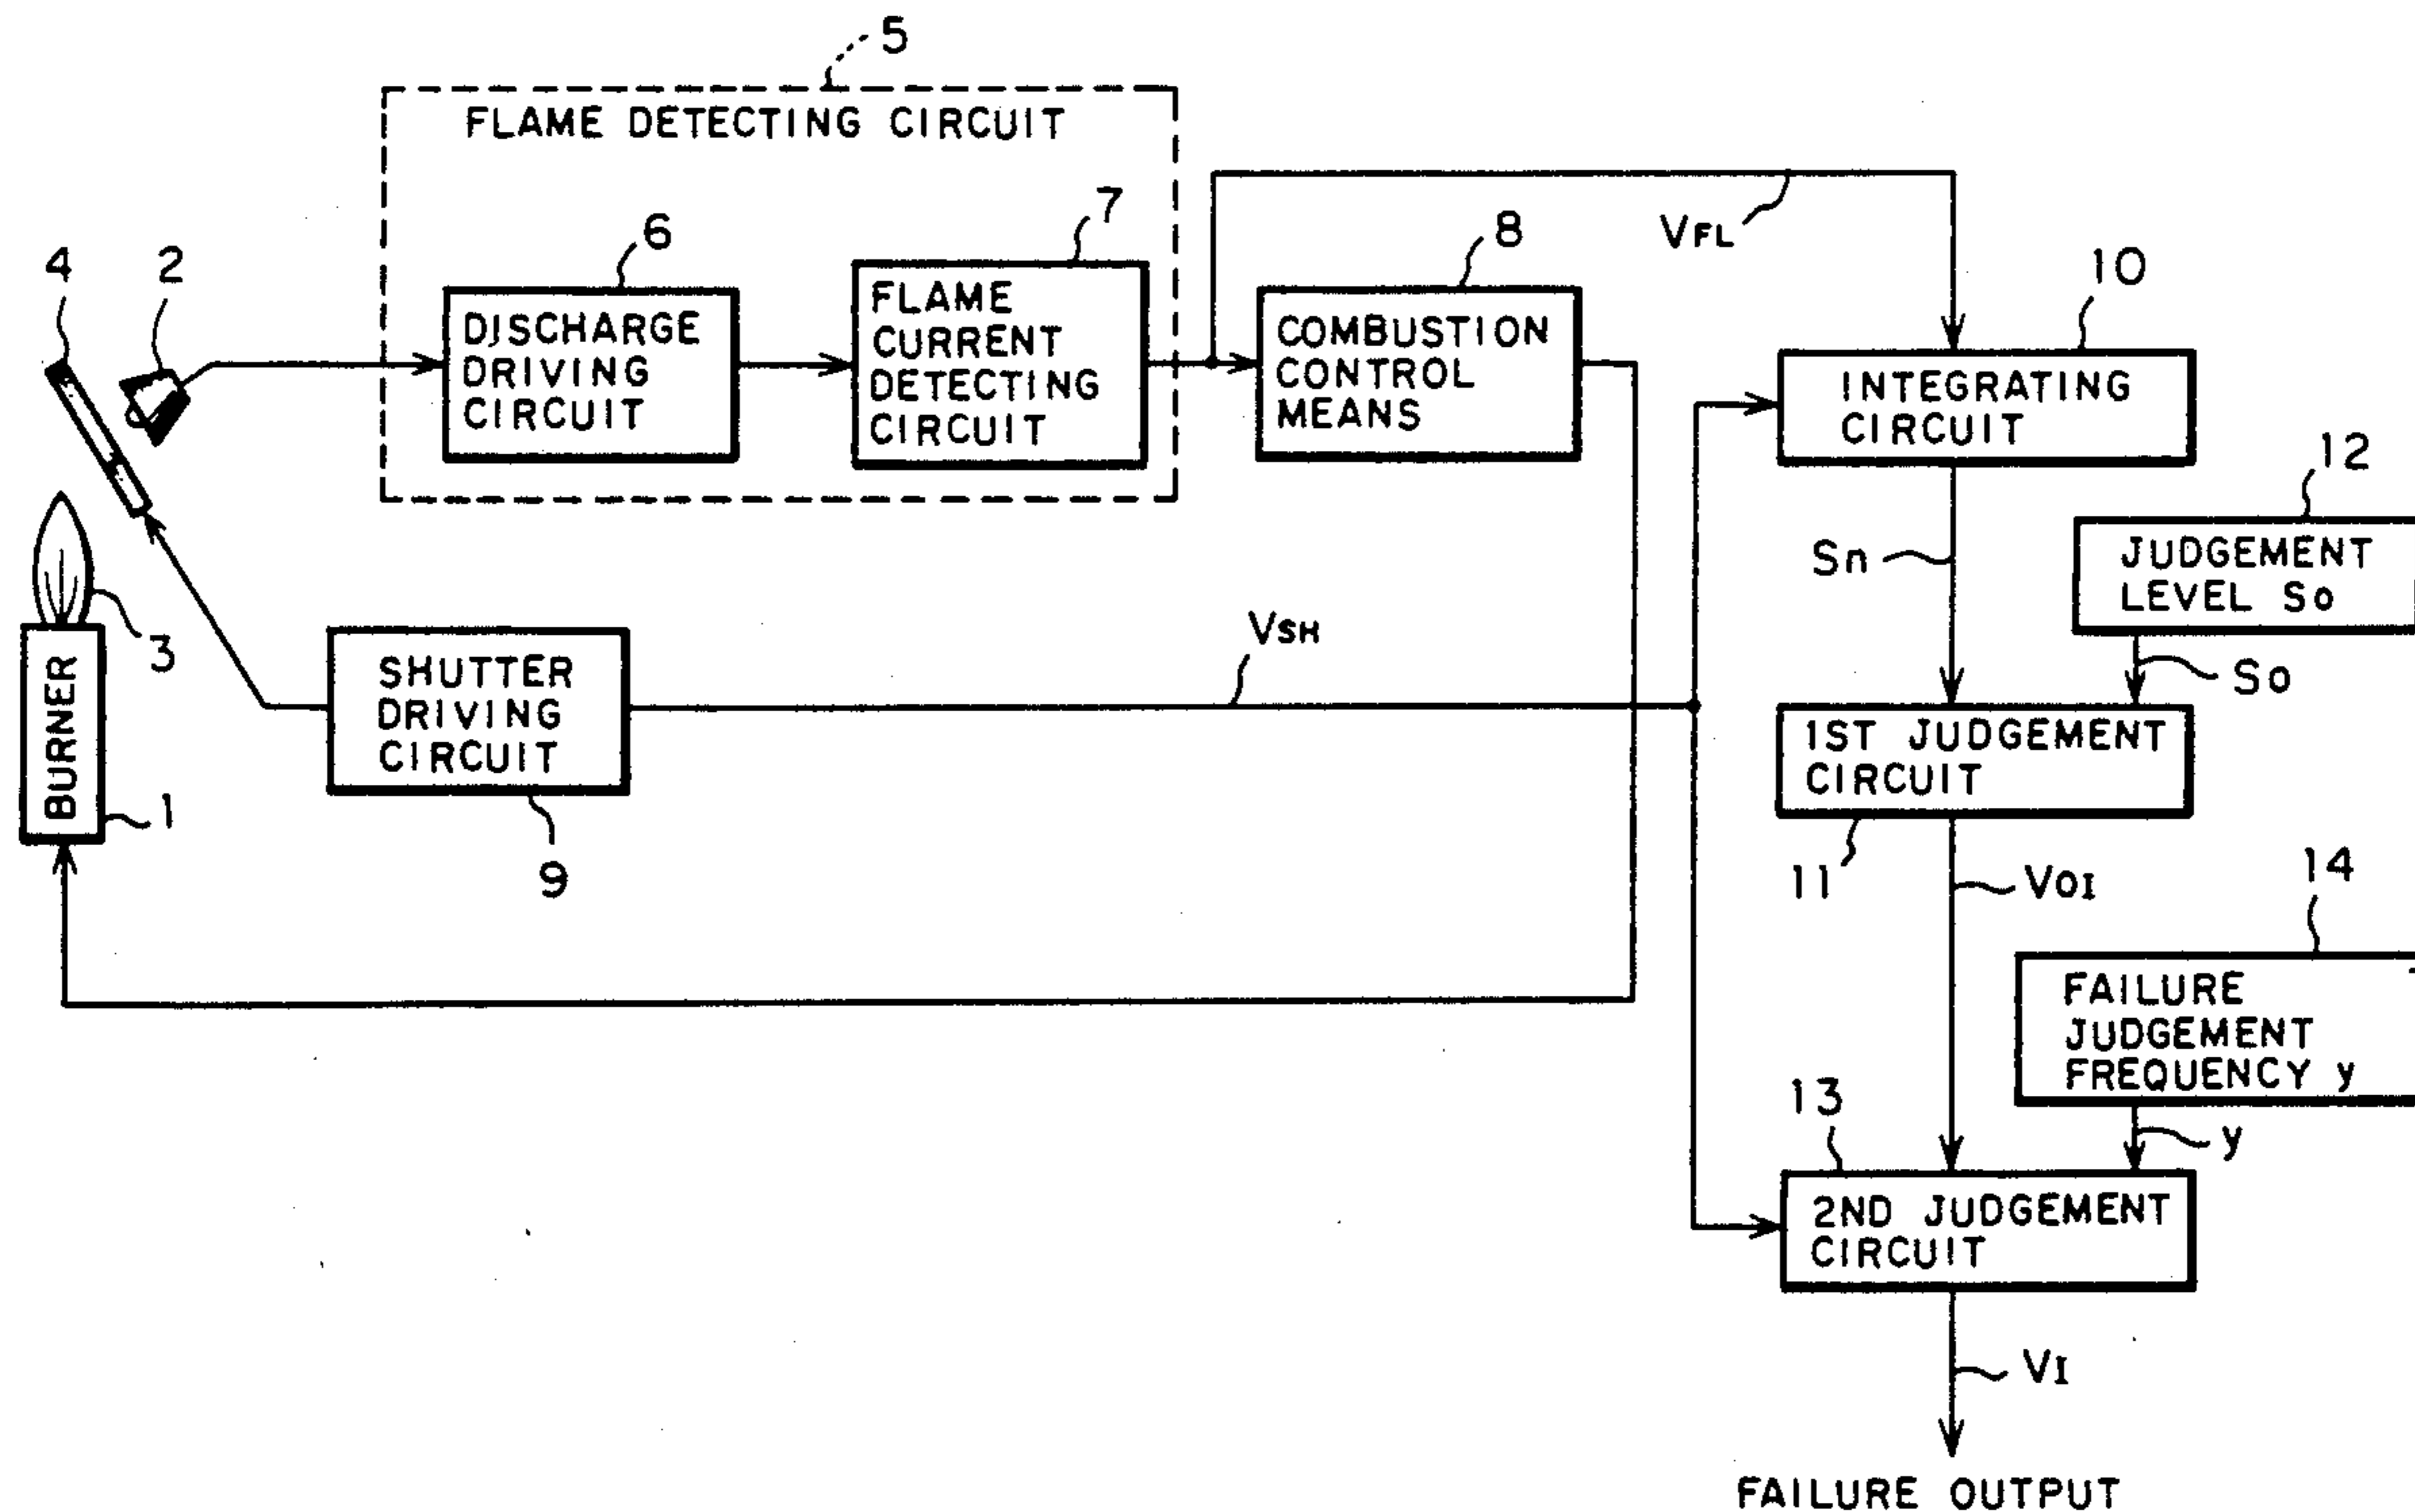 5
FLAME DETECTING CIRCUIT
4
2
6
DISCHARGE
DRIVING
CIRCUIT
7
FLAME
CURRENT
DETECTING
CIRCUIT
8
COMBUSTION
CONTROL
MEANS
VFL
10
INTEGRATING
CIRCUIT
12
JUDGEMENT
LEVEL So
Sn
So
3
BURNER
1
SHUTTER
DRIVING
CIRCUIT
9
VSH
1ST JUDGEMENT
CIRCUIT
11
VOI
14
FAILURE
JUDGEMENT
FREQUENCY y
y
13
2ND JUDGEMENT
CIRCUIT
VI
FAILURE OUTPUT